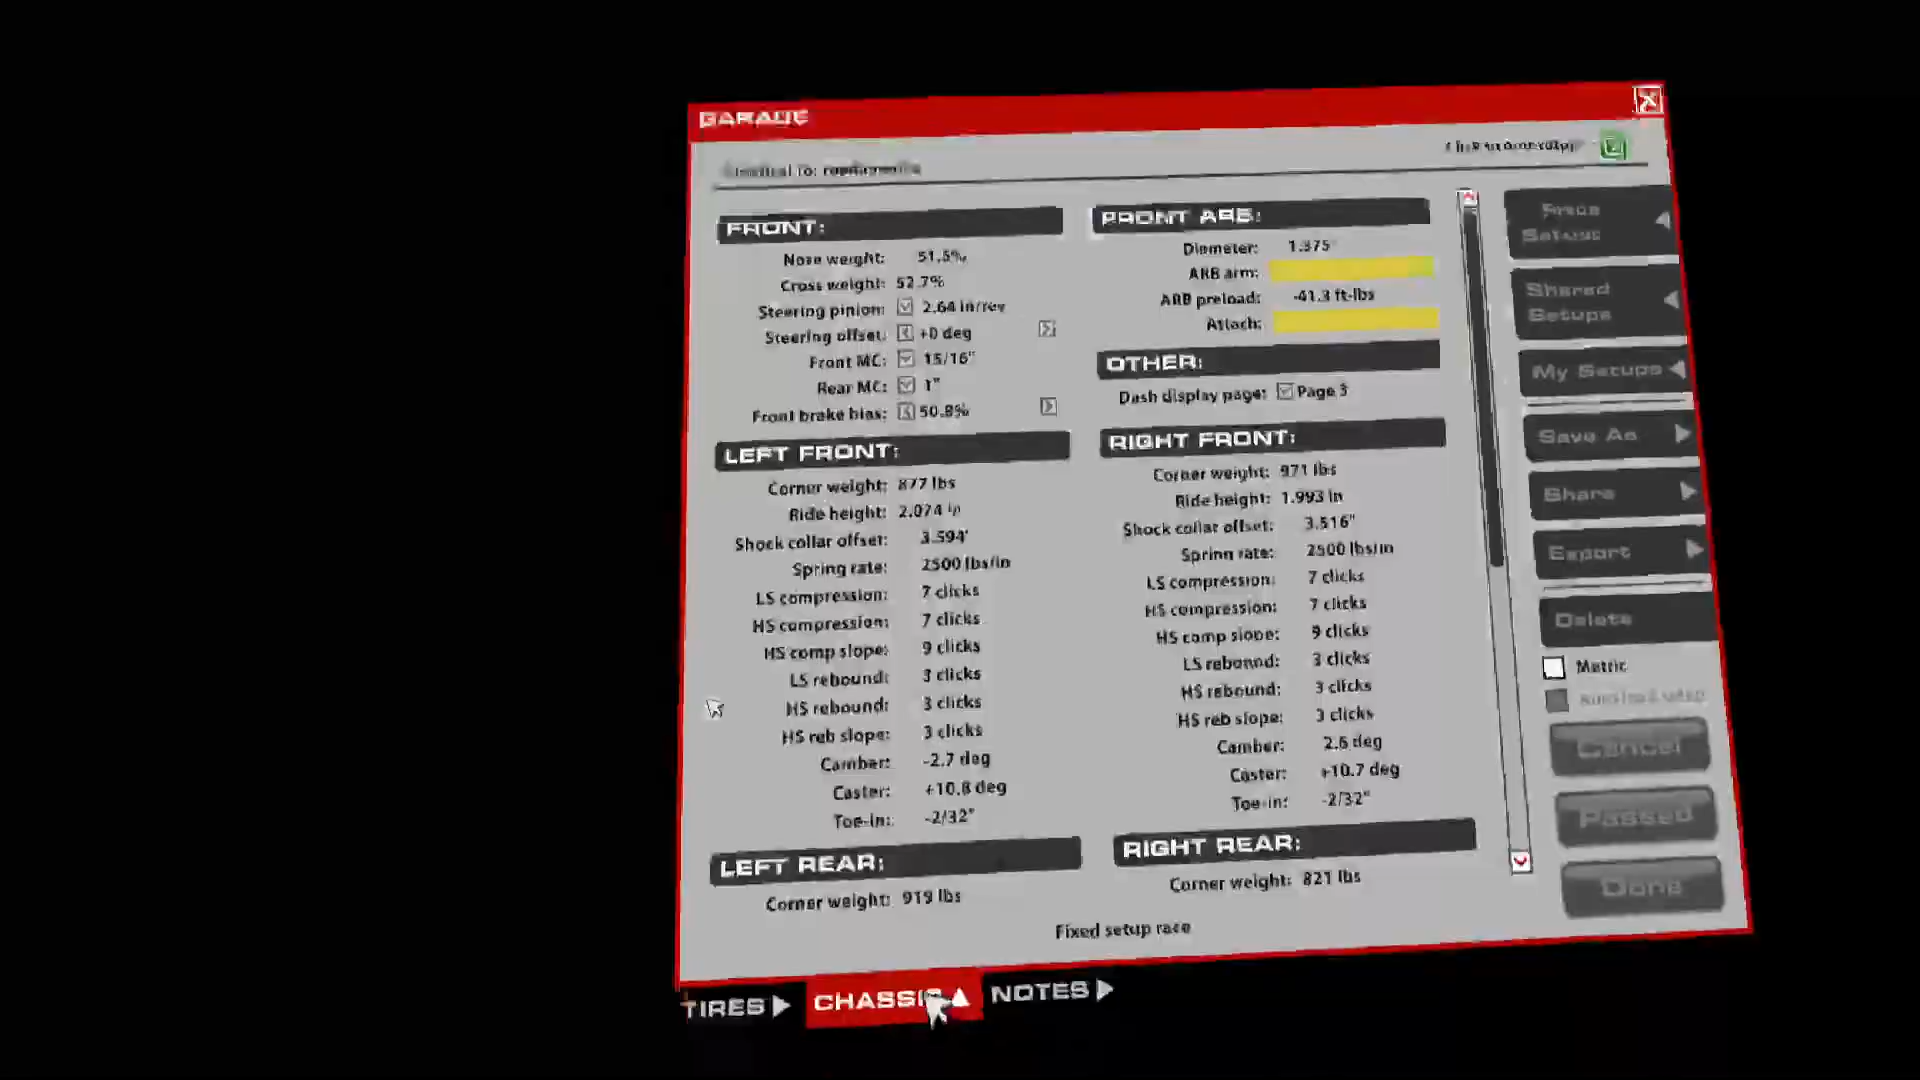 GARAGE
FRONT:
Nose weight: 51.5%
Cross weight: 52.7%
Steering pinion: 2.64 in/rev
Steering offset: +0 deg
Front MC: 15/16"
Rear MC: 1"
Front brake bias: 50.8%
FRONT ARB:
Diameter: 1.375
ARB arm:
ARB preload: -41.3 ft-lbs
Attach:
OTHER:
Dash display page: Page 3
LEFT FRONT:
Corner weight: 877 lbs
Ride height: 2.074 in
Shock collar offset: 3.594"
Spring rate: 2500 lbs/in
LS compression: 7 clicks
HS compression: 7 clicks
HS comp slope: 9 clicks
LS rebound: 3 clicks
HS rebound: 3 clicks
HS reb slope: 3 clicks
Camber: -2.7 deg
Caster: +10.8 deg
Toe-in: -2/32"
RIGHT FRONT:
Corner weight: 971 lbs
Ride height: 1.993 in
Shock collar offset: 3.516"
Spring rate: 2500 lbs/in
LS compression: 7 clicks
HS compression: 7 clicks
HS comp slope: 9 clicks
LS rebound: 3 clicks
HS rebound: 3 clicks
HS reb slope: 3 clicks
Camber: 2.6 deg
Caster: +10.7 deg
Toe-in: -2/32"
LEFT REAR:
Corner weight: 919 lbs
RIGHT REAR:
Corner weight: 821 lbs
Fixed setup race
Setups
Shared
Setups
My Setups
Save As
Share
Export
Delete
Metric
Cancel
Passed
Done
TIRES
CHASSIS
NOTES